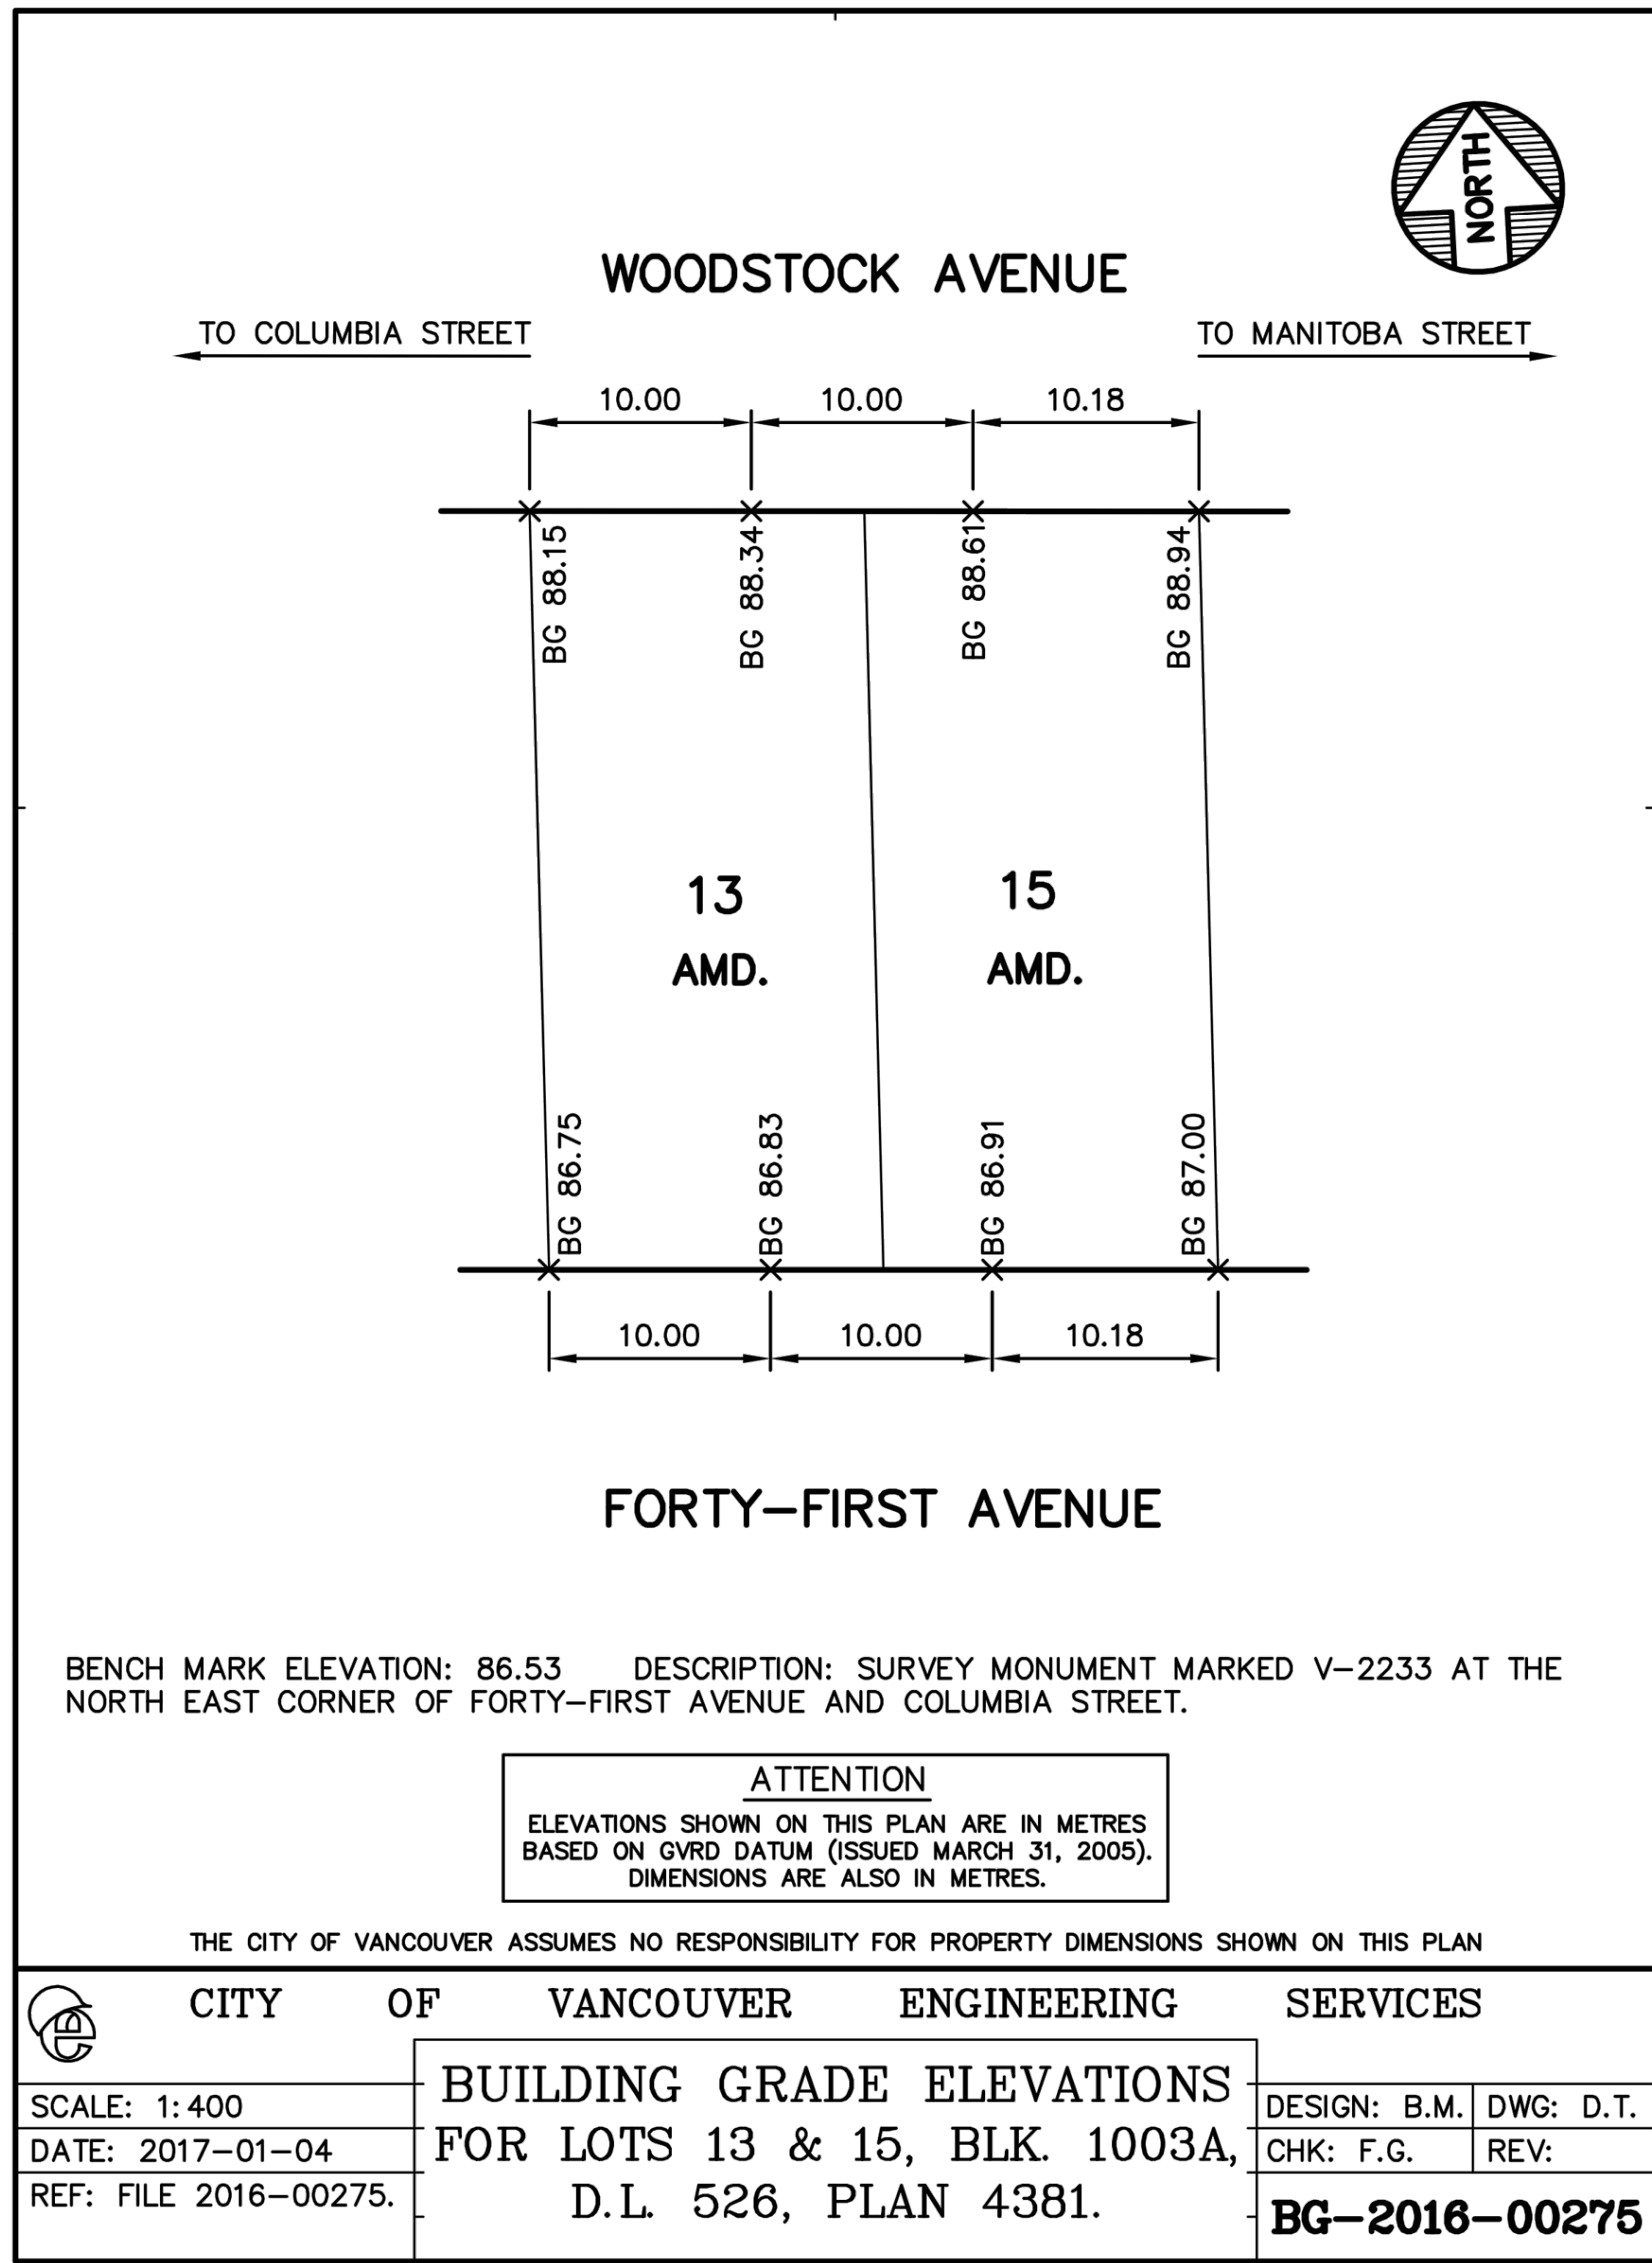 NORTH
WOODSTOCK AVENUE
TO COLUMBIA STREET
TO MANITOBA STREET
10.00 10.00 10.18
BG 88.15
BG 88.34
BG 88.61
BG 88.94
13
AMD.
15
AMD.
BG 86.75
BG 86.83
BG 86.91
BG 87.00
10.00 10.00 10.18
FORTY-FIRST AVENUE
BENCH MARK ELEVATION: 86.53 DESCRIPTION: SURVEY MONUMENT MARKED V-2233 AT THE
NORTH EAST CORNER OF FORTY-FIRST AVENUE AND COLUMBIA STREET.
ATTENTION
ELEVATIONS SHOWN ON THIS PLAN ARE IN METRES
BASED ON GVRD DATUM (ISSUED MARCH 31, 2005).
DIMENSIONS ARE ALSO IN METRES.
THE CITY OF VANCOUVER ASSUMES NO RESPONSIBILITY FOR PROPERTY DIMENSIONS SHOWN ON THIS PLAN
e
CITY OF VANCOUVER ENGINEERING SERVICES
SCALE: 1:400
DATE: 2017-01-04
REF: FILE 2016-00275.
BUILDING GRADE ELEVATIONS
FOR LOTS 13 & 15, BLK. 1003A,
D.L. 526, PLAN 4381.
DESIGN: B.M. DWG: D.T.
CHK: F.G. REV:
BG-2016-00275